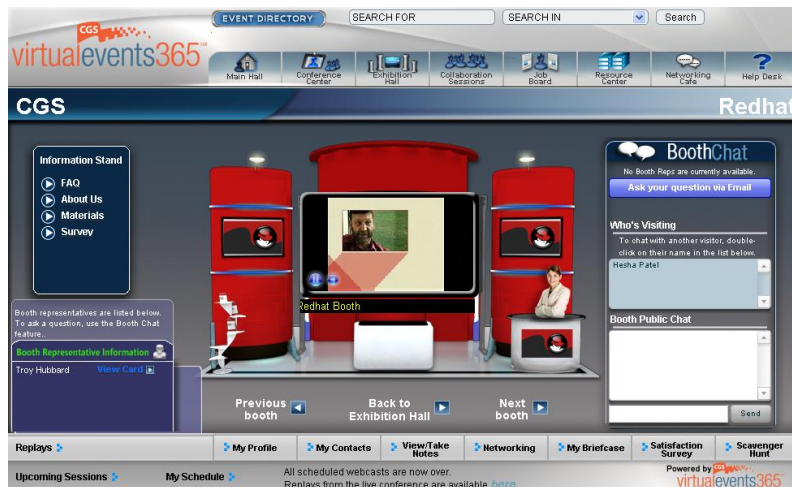 EVENT DIRECTORY
SEARCH FOR
SEARCH IN
Search
CGS
virtualevents365
Main Hall
Conference
Center
Exhibition
Hall
Collaboration
Sessions
Job
Board
Resource
Center
Networking
Cafe
Help Desk
CGS
Redhat
Information Stand
FAQ
About Us
Materials
Survey
Booth representatives are listed below.
To ask a question, use the Booth Chat
feature.
Booth Representative Information
Troy Hubbard
View Card
Redhat Booth
BoothChat
No Booth Reps are currently available.
Ask your question via Email
Who's Visiting
To chat with another visitor, double-
click on their name in the list below.
Hesha Patel
Booth Public Chat
Send
Previous
booth
Back to
Exhibition Hall
Next
booth
Replays
My Profile
My Contacts
View/Take
Notes
Networking
My Briefcase
Satisfaction
Survey
Scavenger
Hunt
Upcoming Sessions
My Schedule
All scheduled webcasts are now over.
Replays from the live conference are available here
Powered by CGS
virtualevents365